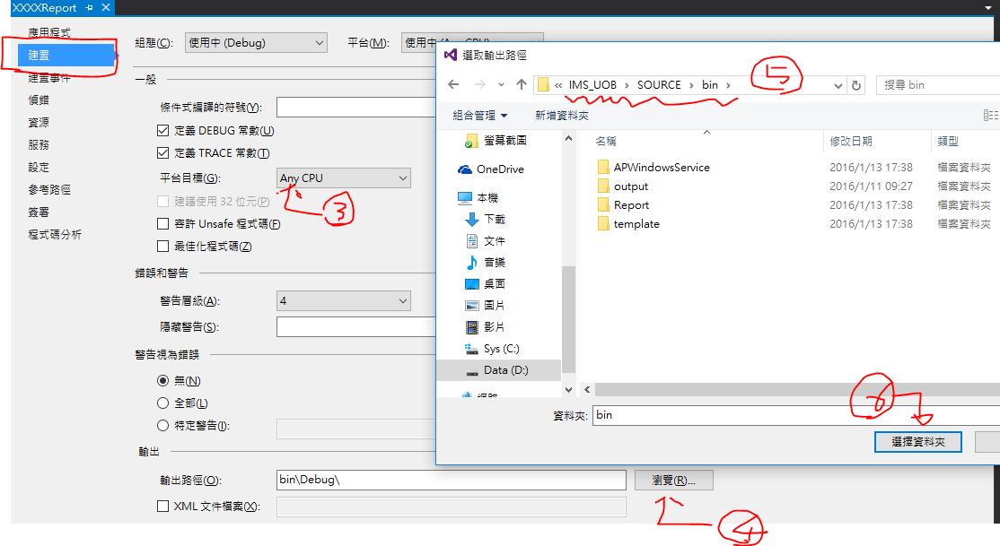 XXXXReport
應用程式
建置
建置事件
偵錯
資源
服務
設定
參考路徑
簽署
程式碼分析
組態(C): 使用中 (Debug) 平台(M): 使用中 (Any CPU)
一般
條件式編譯的符號(Y):
定義 DEBUG 常數(U)
定義 TRACE 常數(T)
平台目標(G): Any CPU
3
建議使用 32 位元(P)
容許 Unsafe 程式碼(F)
最佳化程式碼(Z)
錯誤和警告
警告層級(A): 4
隱藏警告(S):
警告視為錯誤
無(N)
全部(L)
特定警告(I):
輸出
輸出路徑(O): bin\Debug\ 瀏覽(R)...
XML 文件檔案(X):
4
選取輸出路徑
« IMS_UOB › SOURCE › bin ›
搜尋 bin
5
組合管理 新增資料夾
螢幕截圖
OneDrive
本機
下載
文件
音樂
桌面
圖片
影片
Sys (C:)
Data (D:)
網路
名稱 修改日期 類型
APWindowsService 2016/1/13 17:38 檔案資料夾
output 2016/1/11 09:27 檔案資料夾
Report 2016/1/13 17:38 檔案資料夾
template 2016/1/13 17:38 檔案資料夾
資料夾: bin
6
選擇資料夾